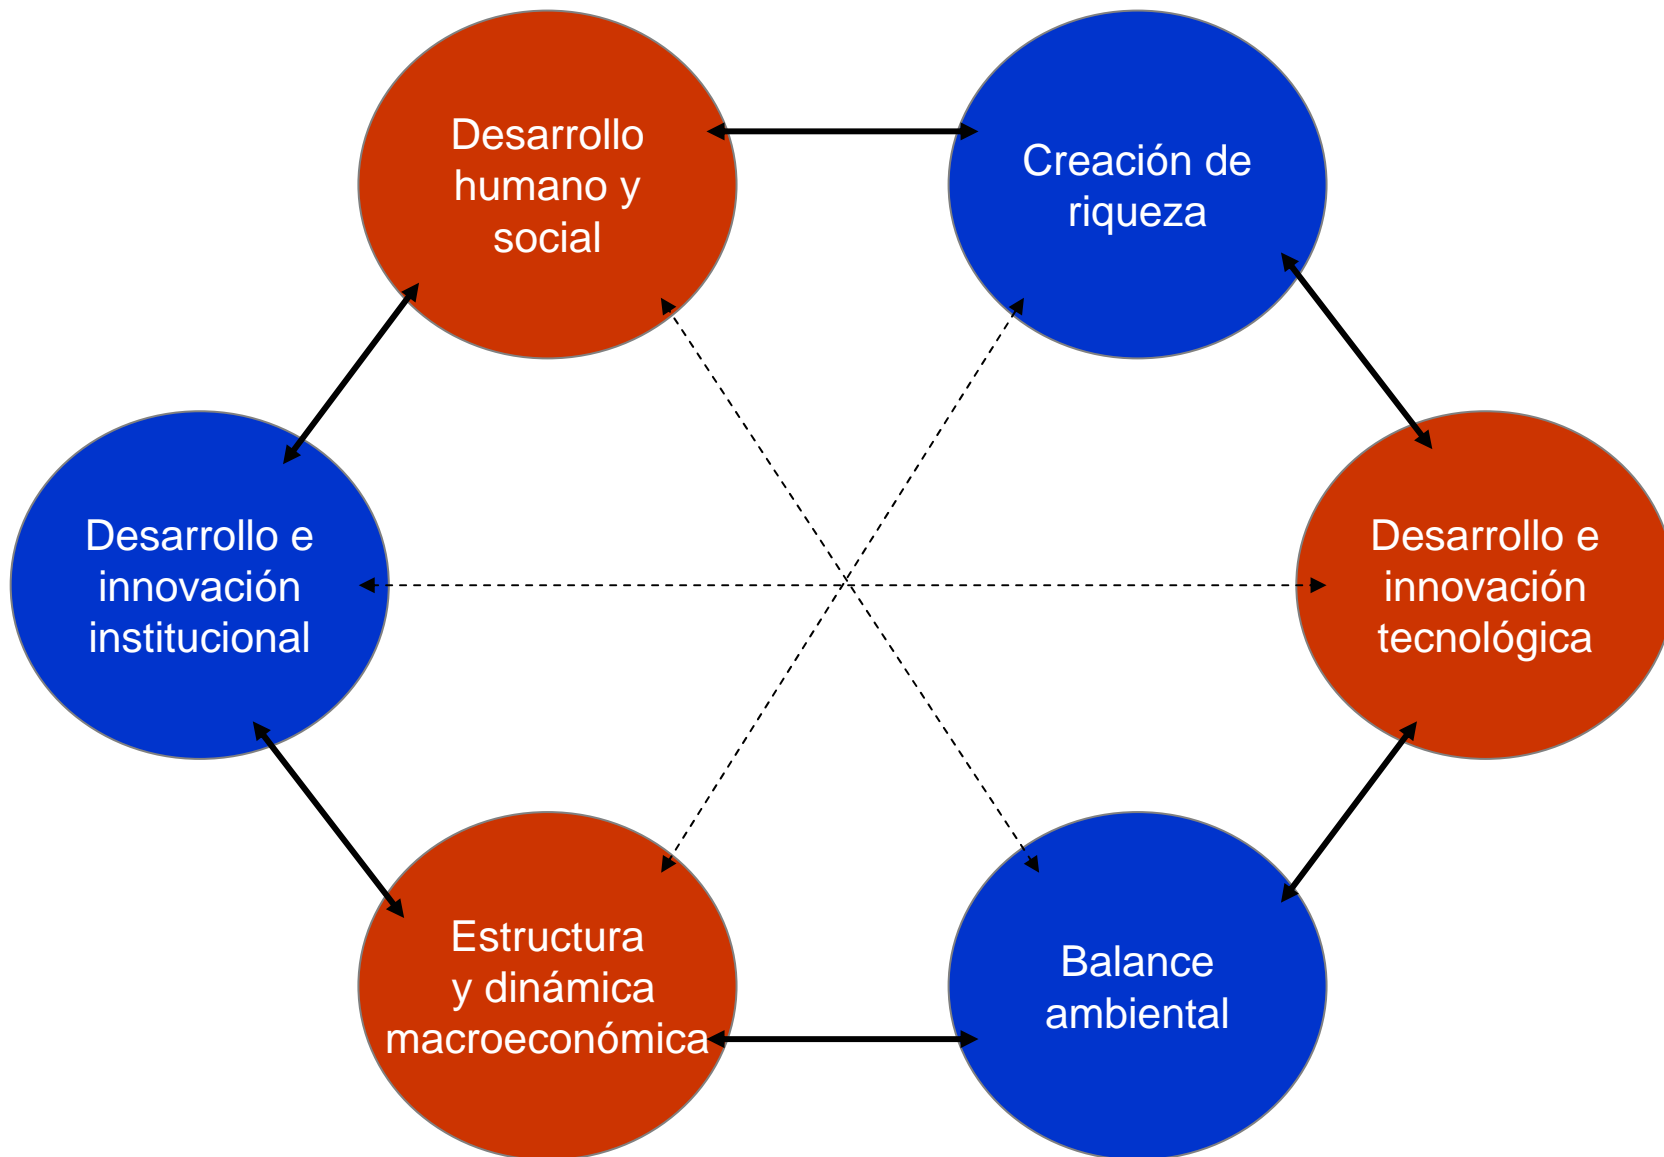 Desarrollo
humano y
social
Creación de
riqueza
Desarrollo e
innovación
institucional
Desarrollo e
innovación
tecnológica
Estructura
y dinámica
macroeconómica
Balance
ambiental